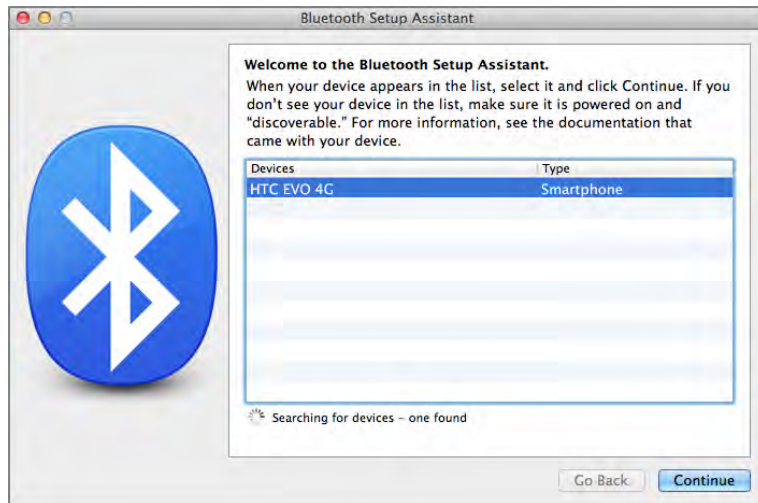 Bluetooth Setup Assistant
Welcome to the Bluetooth Setup Assistant.
When your device appears in the list, select it and click Continue. If you
don't see your device in the list, make sure it is powered on and
“discoverable.” For more information, see the documentation that
came with your device.
Devices Type
HTC EVO 4G Smartphone
Searching for devices – one found
Go Back Continue